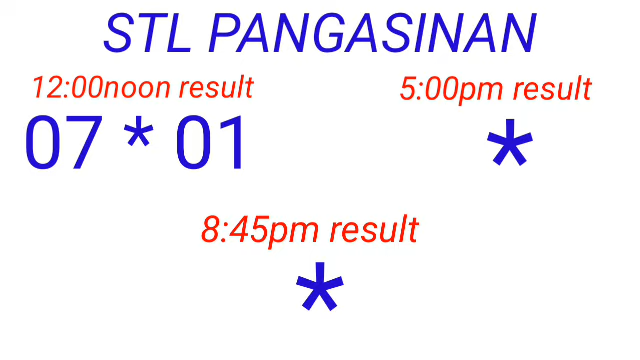 STL PANGASINAN
12:00noon result
07 * 01
5:00pm result
*
8:45pm result
*